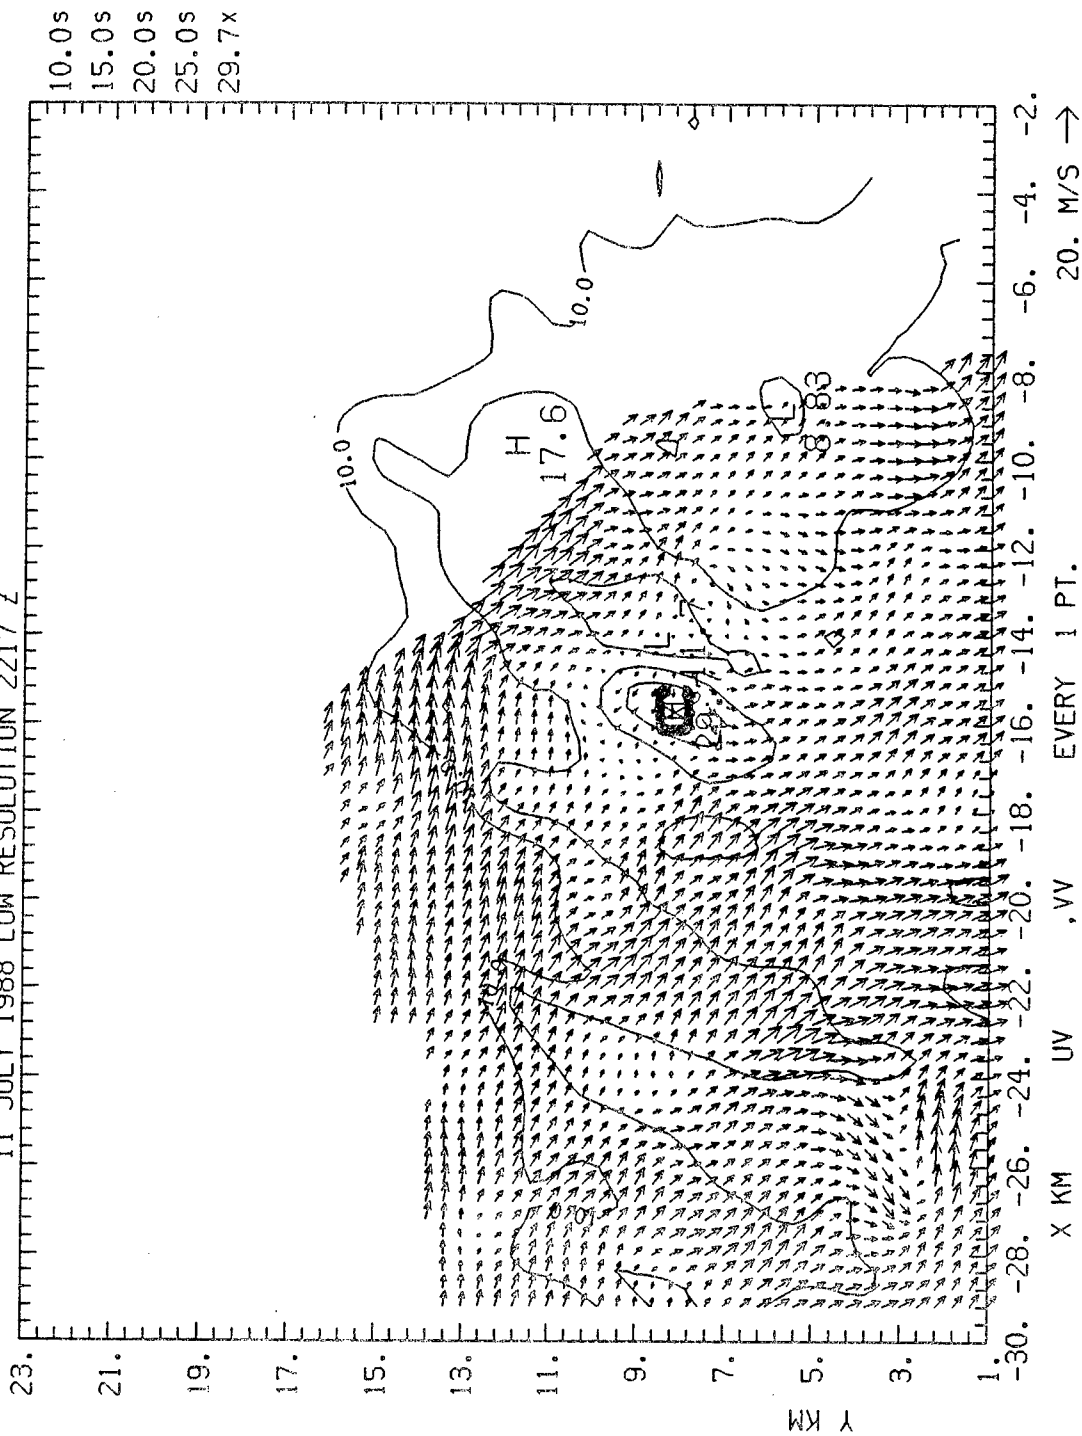 11 JULY 1988 LOW RESOLUTION 2217 Z
10.0s
15.0s
20.0s
25.0s
29.7x
23.
21.
19.
17.
15.
13.
11.
9.
7.
5.
3.
1.
Y KM
10.0
10.0
H
17.6
L
8.83
L
-30.
-28.
-26.
-24.
-22.
-20.
-18.
-16.
-14.
-12.
-10.
-8.
-6.
-4.
-2.
X KM UV ,VV EVERY 1 PT. 20. M/S →